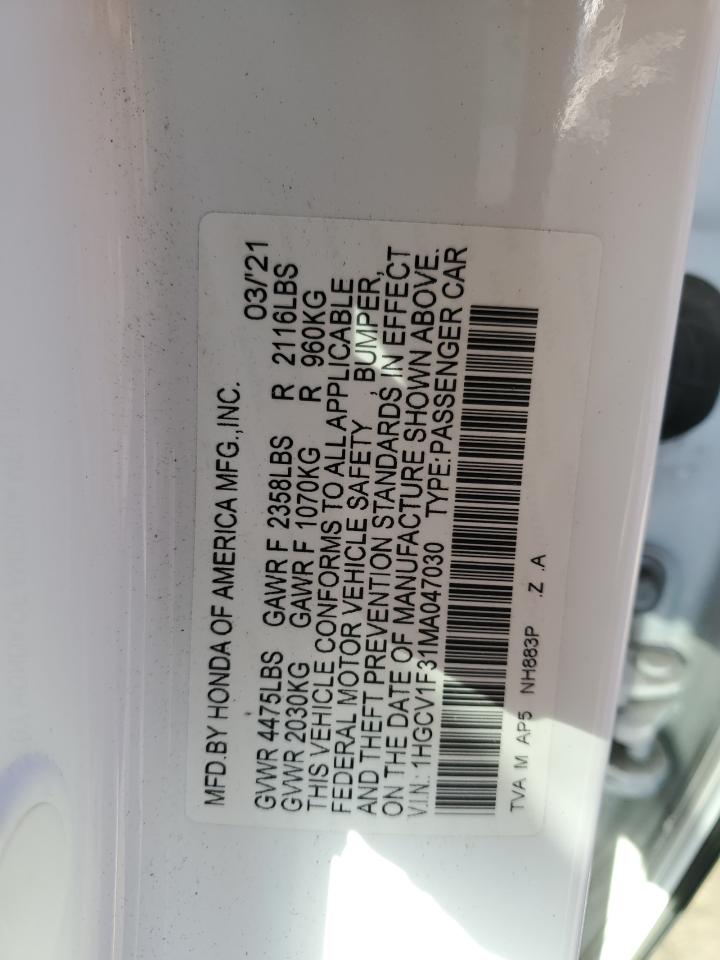 MFD.BY HONDA OF AMERICA MFG.,INC. 03/'21
GVWR 4475LBS GAWR F 2358LBS R 2116LBS
GVWR 2030KG GAWR F 1070KG R 960KG
THIS VEHICLE CONFORMS TO ALL APPLICABLE
FEDERAL MOTOR VEHICLE SAFETY, BUMPER,
AND THEFT PREVENTION STANDARDS, IN EFFECT
ON THE DATE OF MANUFACTURE SHOWN ABOVE.
V.I.N.: 1HGCV1F31MA047030 TYPE: PASSENGER CAR
TVA M AP5 NH883P .Z .A